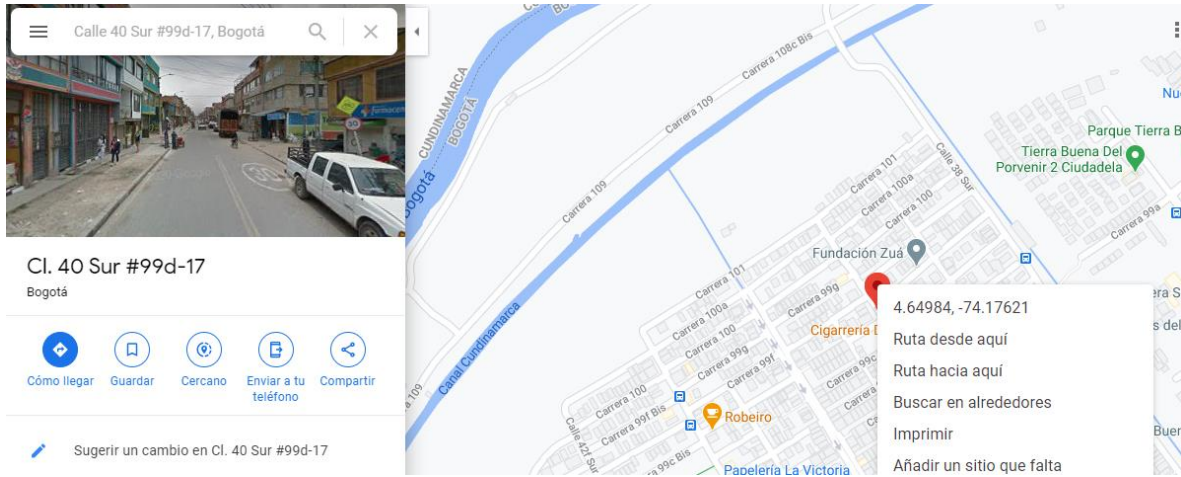 Calle 40 Sur #99d-17, Bogotá
30
Cl. 40 Sur #99d-17
Bogotá
Cómo llegar
Guardar
Cercano
Enviar a tu
teléfono
Compartir
Sugerir un cambio en Cl. 40 Sur #99d-17
CUNDINAMARCA
BOGOTÁ
Carrera 108c Bis
Carrera 109
Carrera 109
Canal Cundinamarca
Carrera 101
Carrera 100a
Carrera 100
Calle 38 Sur
Parque Tierra B
Tierra Buena Del
Porvenir 2 Ciudadela
Carrera 99a
Fundación Zuá
Carrera 101
Carrera 100a
Carrera 100
Carrera 99g
Carrera 99g
Carrera 99f
Cigarrería
Carrera 99c
Carrera 100
Carrera 99f Bis
Calle 42f Sur
Robeiro
Papelería La Victoria
4.64984, -74.17621
Ruta desde aquí
Ruta hacia aquí
Buscar en alrededores
Imprimir
Añadir un sitio que falta